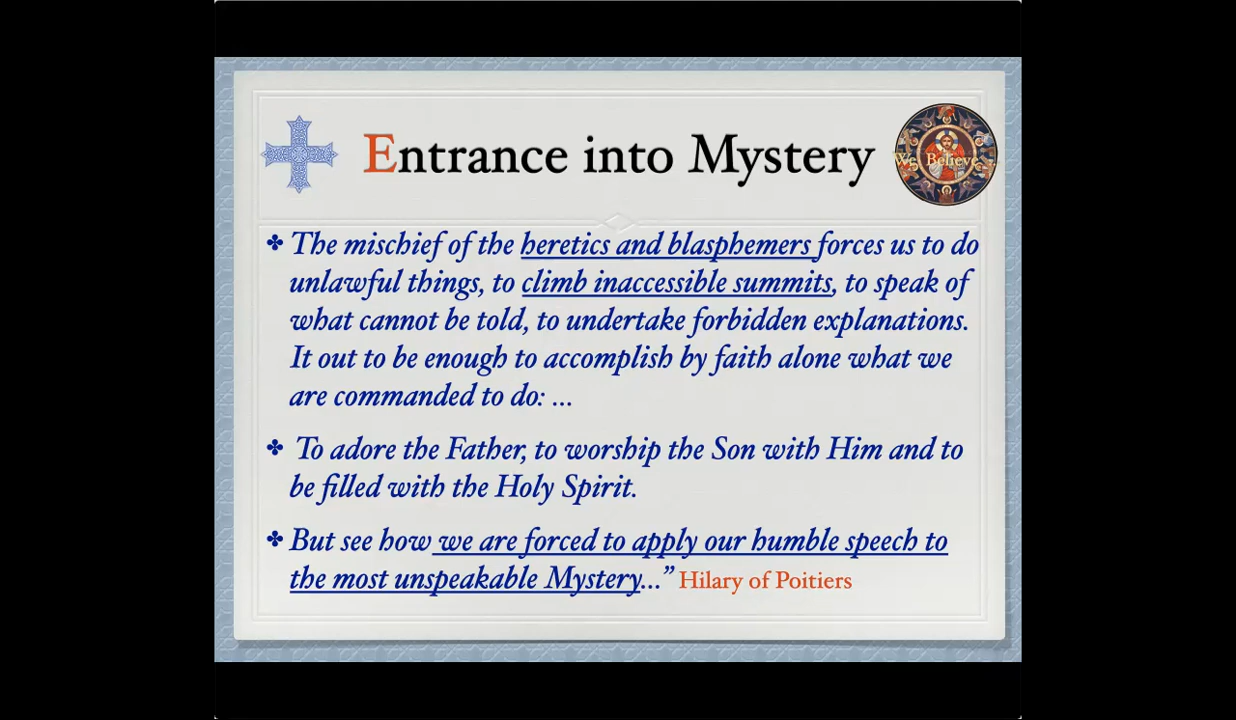 Entrance into Mystery
We Believe...
✤ The mischief of the heretics and blasphemers forces us to do
unlawful things, to climb inaccessible summits, to speak of
what cannot be told, to undertake forbidden explanations.
It out to be enough to accomplish by faith alone what we
are commanded to do: ...
✤ To adore the Father, to worship the Son with Him and to
be filled with the Holy Spirit.
✤ But see how we are forced to apply our humble speech to
the most unspeakable Mystery...” Hilary of Poitiers